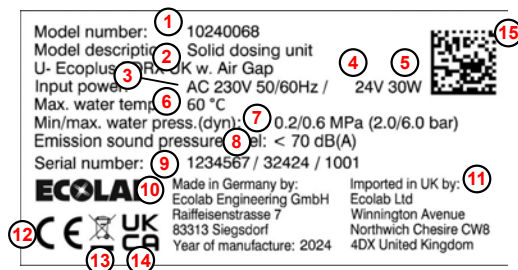 Model number: 1 10240068 15
Model description 2 Solid dosing unit
U- Ecoplus UK w. Air Gap 4 5
3 Input power AC 230V 50/60Hz / 24V 30W
Max. water temp 6 60 °C
Min/max. water press.(dyn): 7 0.2/0.6 MPa (2.0/6.0 bar)
Emission sound pressure 8 el: < 70 dB(A)
Serial number: 9 1234567 / 32424 / 1001
ECOLAB 10
Made in Germany by:
Ecolab Engineering GmbH
Raiffeisenstrasse 7
83313 Siegsdorf
Year of manufacture: 2024
Imported in UK by: 11
Ecolab Ltd
Winnington Avenue
Northwich Chesire CW8
4DX United Kingdom
12 CE UK
CA
13 14